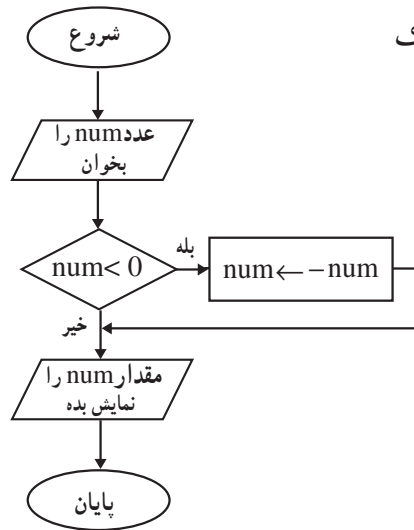 شروع
عدد num را
بخوان
num< 0
بله
num ← −num
خیر
مقدار num را
نمایش بده
پایان